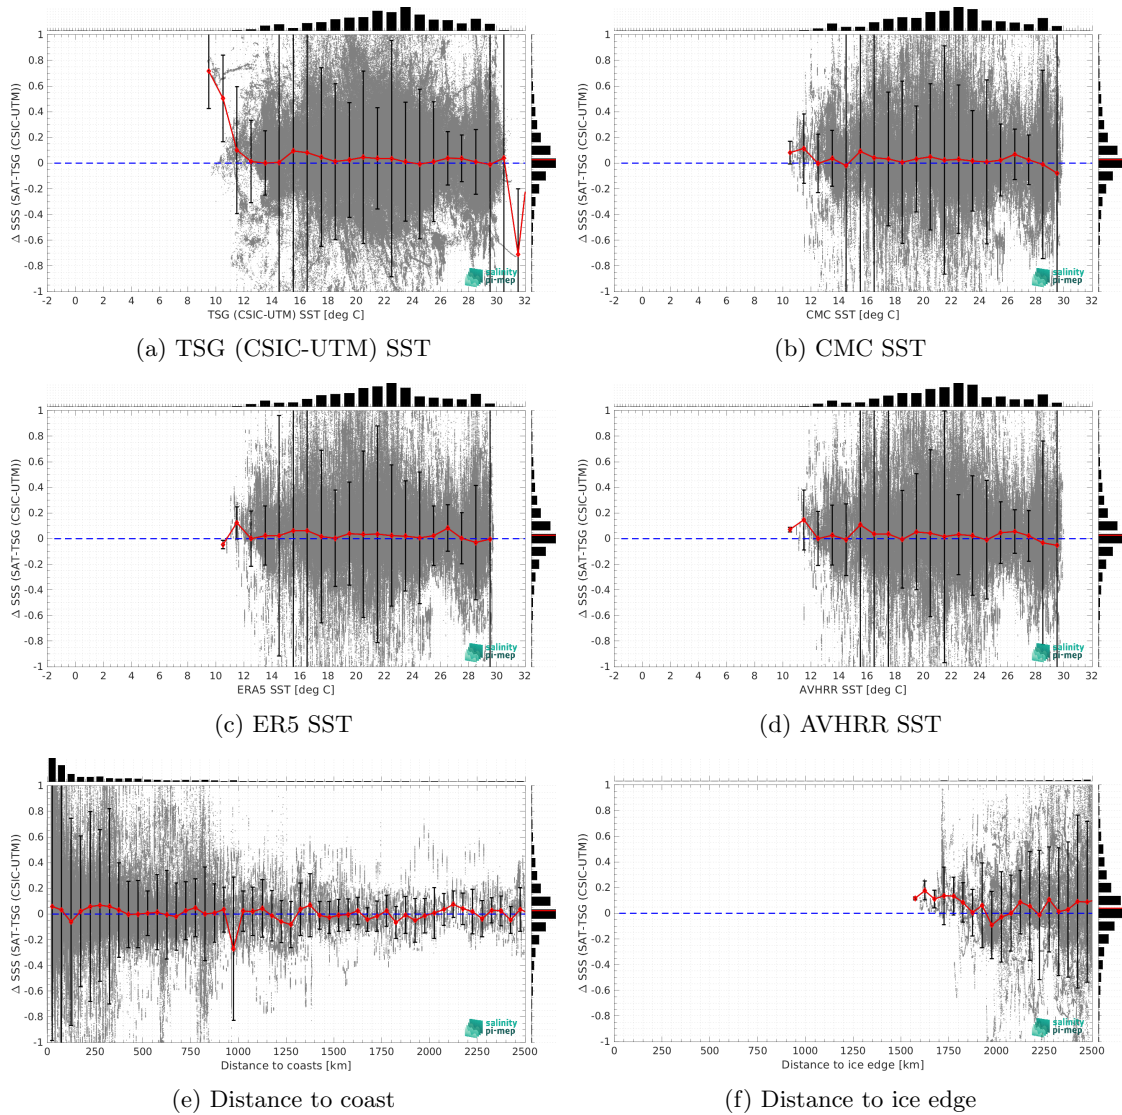 1
0.8
0.6
0.4
0.2
0
-0.2
-0.4
-0.6
-0.8
-1
Δ SSS (SAT-TSG (CSIC-UTM))
-2 0 2 4 6 8 10 12 14 16 18 20 22 24 26 28 30 32
TSG (CSIC-UTM) SST [deg C]
salinity
pi-mep
(a) TSG (CSIC-UTM) SST
1
0.8
0.6
0.4
0.2
0
-0.2
-0.4
-0.6
-0.8
-1
Δ SSS (SAT-TSG (CSIC-UTM))
-2 0 2 4 6 8 10 12 14 16 18 20 22 24 26 28 30 32
CMC SST [deg C]
salinity
pi-mep
(b) CMC SST
1
0.8
0.6
0.4
0.2
0
-0.2
-0.4
-0.6
-0.8
-1
Δ SSS (SAT-TSG (CSIC-UTM))
-2 0 2 4 6 8 10 12 14 16 18 20 22 24 26 28 30 32
ERA5 SST [deg C]
salinity
pi-mep
(c) ER5 SST
1
0.8
0.6
0.4
0.2
0
-0.2
-0.4
-0.6
-0.8
-1
Δ SSS (SAT-TSG (CSIC-UTM))
-2 0 2 4 6 8 10 12 14 16 18 20 22 24 26 28 30 32
AVHRR SST [deg C]
salinity
pi-mep
(d) AVHRR SST
1
0.8
0.6
0.4
0.2
0
-0.2
-0.4
-0.6
-0.8
-1
Δ SSS (SAT-TSG (CSIC-UTM))
0 250 500 750 1000 1250 1500 1750 2000 2250 2500
Distance to coasts [km]
salinity
pi-mep
(e) Distance to coast
1
0.8
0.6
0.4
0.2
0
-0.2
-0.4
-0.6
-0.8
-1
Δ SSS (SAT-TSG (CSIC-UTM))
0 250 500 750 1000 1250 1500 1750 2000 2250 2500
Distance to ice edge [km]
salinity
pi-mep
(f) Distance to ice edge